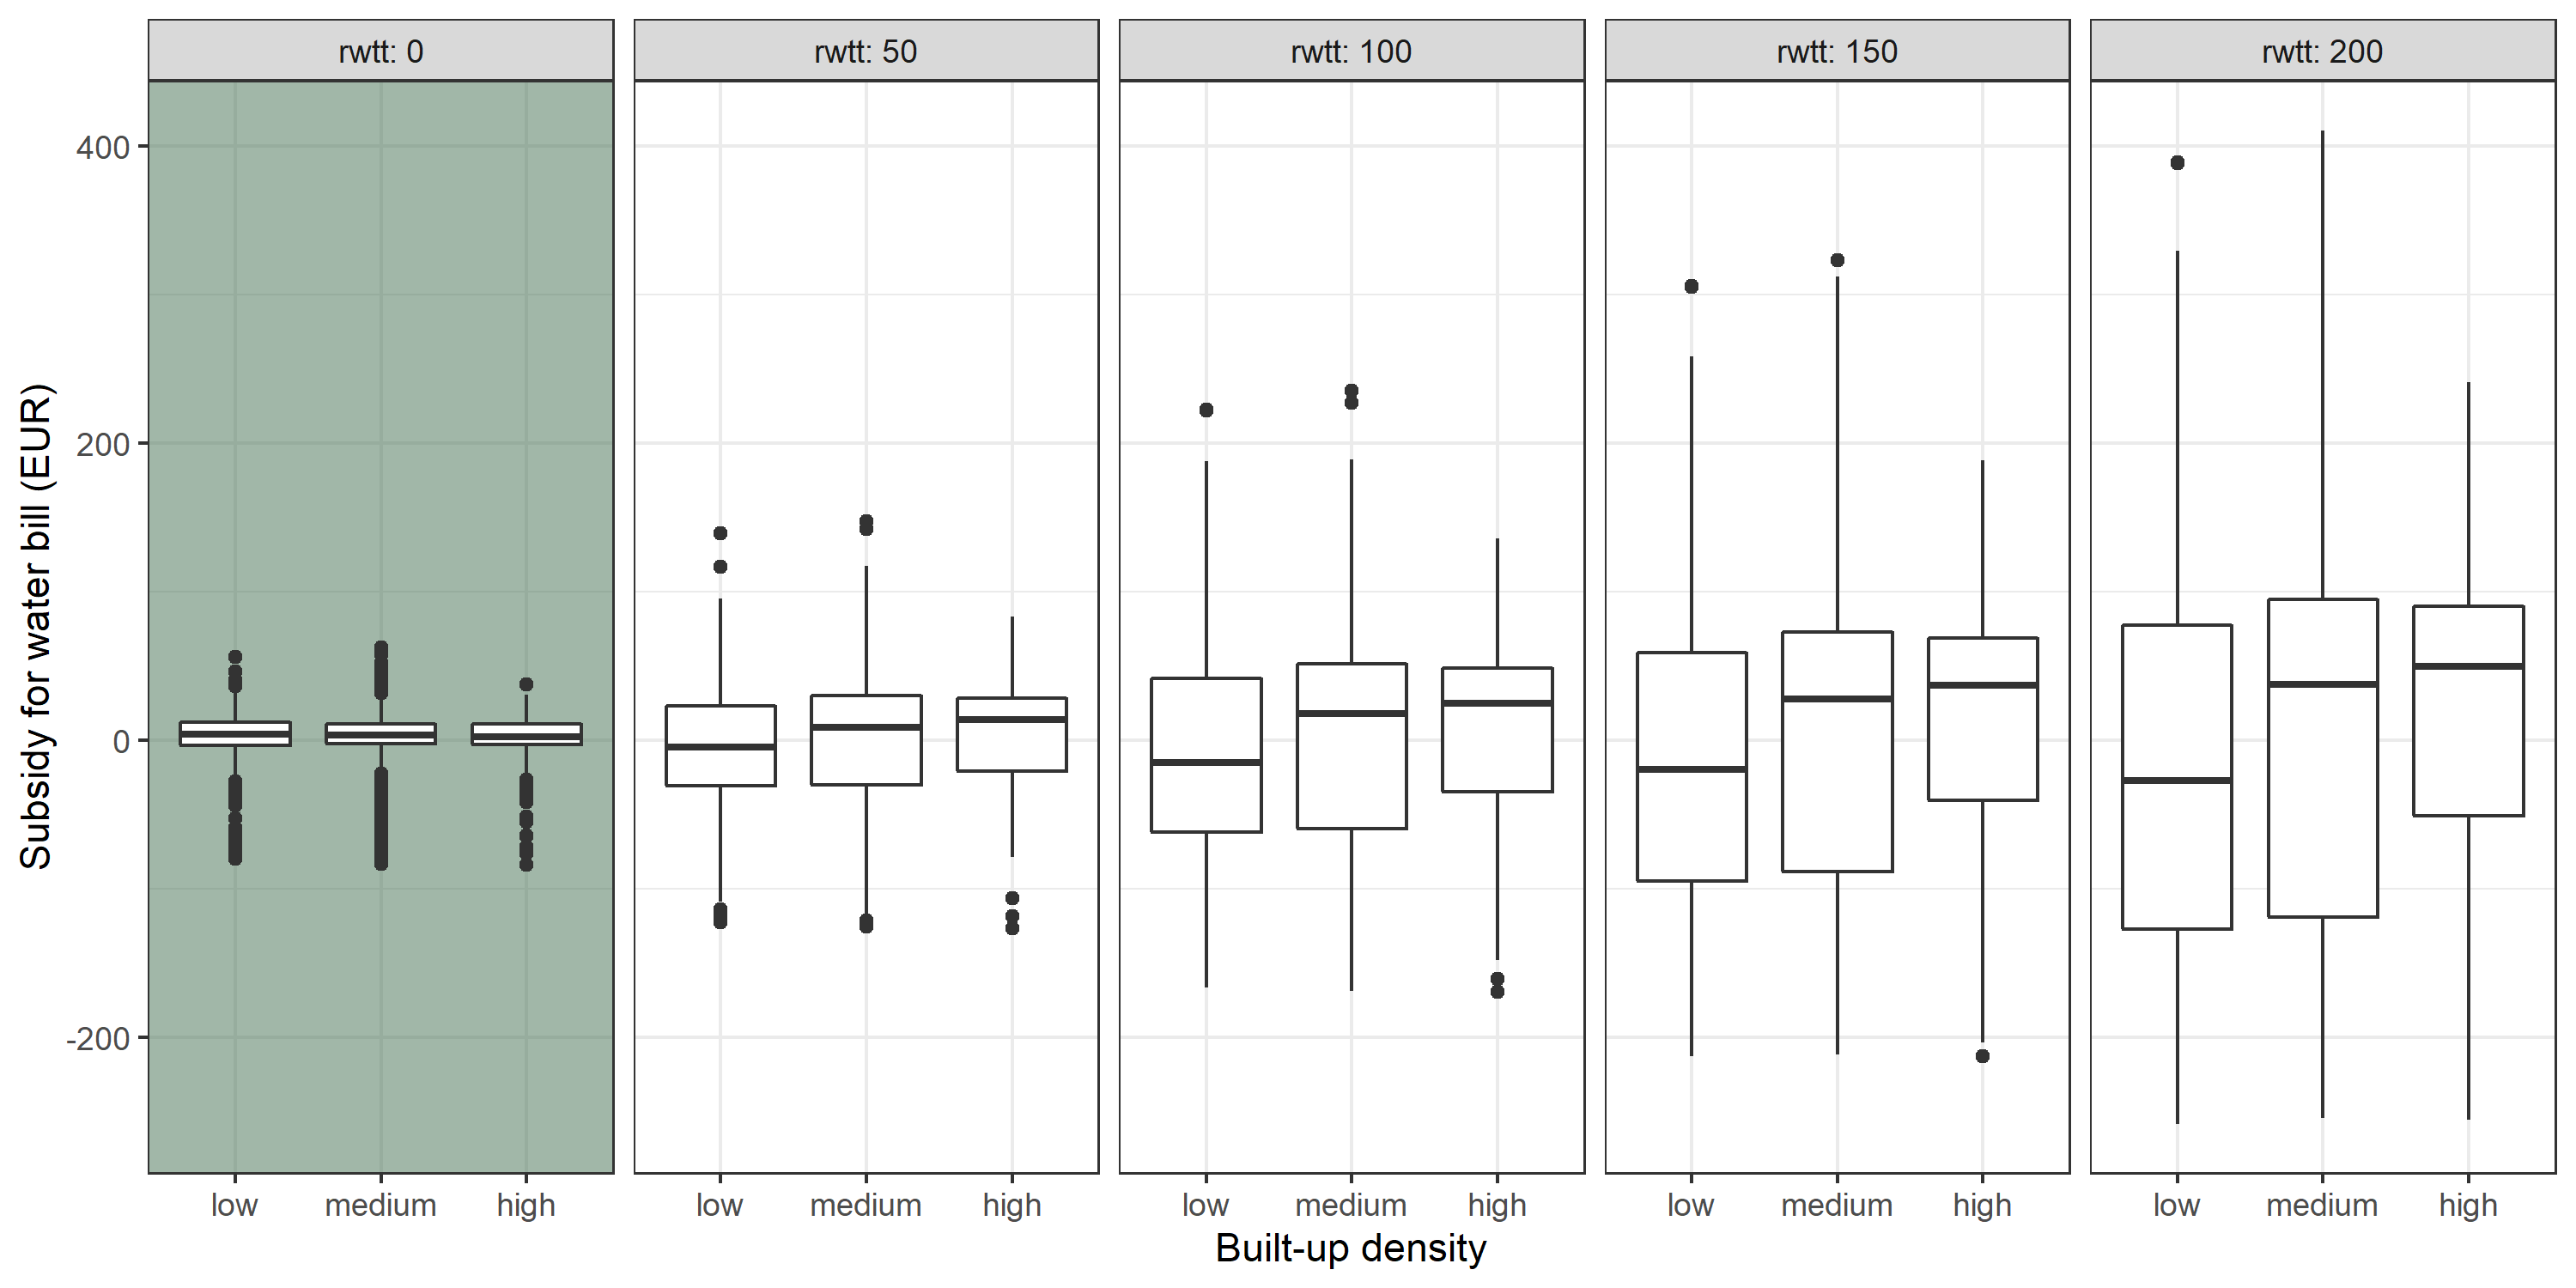 rwtt: 0
rwtt: 50
rwtt: 100
rwtt: 150
rwtt: 200
Subsidy for water bill (EUR)
400
200
0
-200
low medium high
low medium high
low medium high
low medium high
low medium high
Built-up density